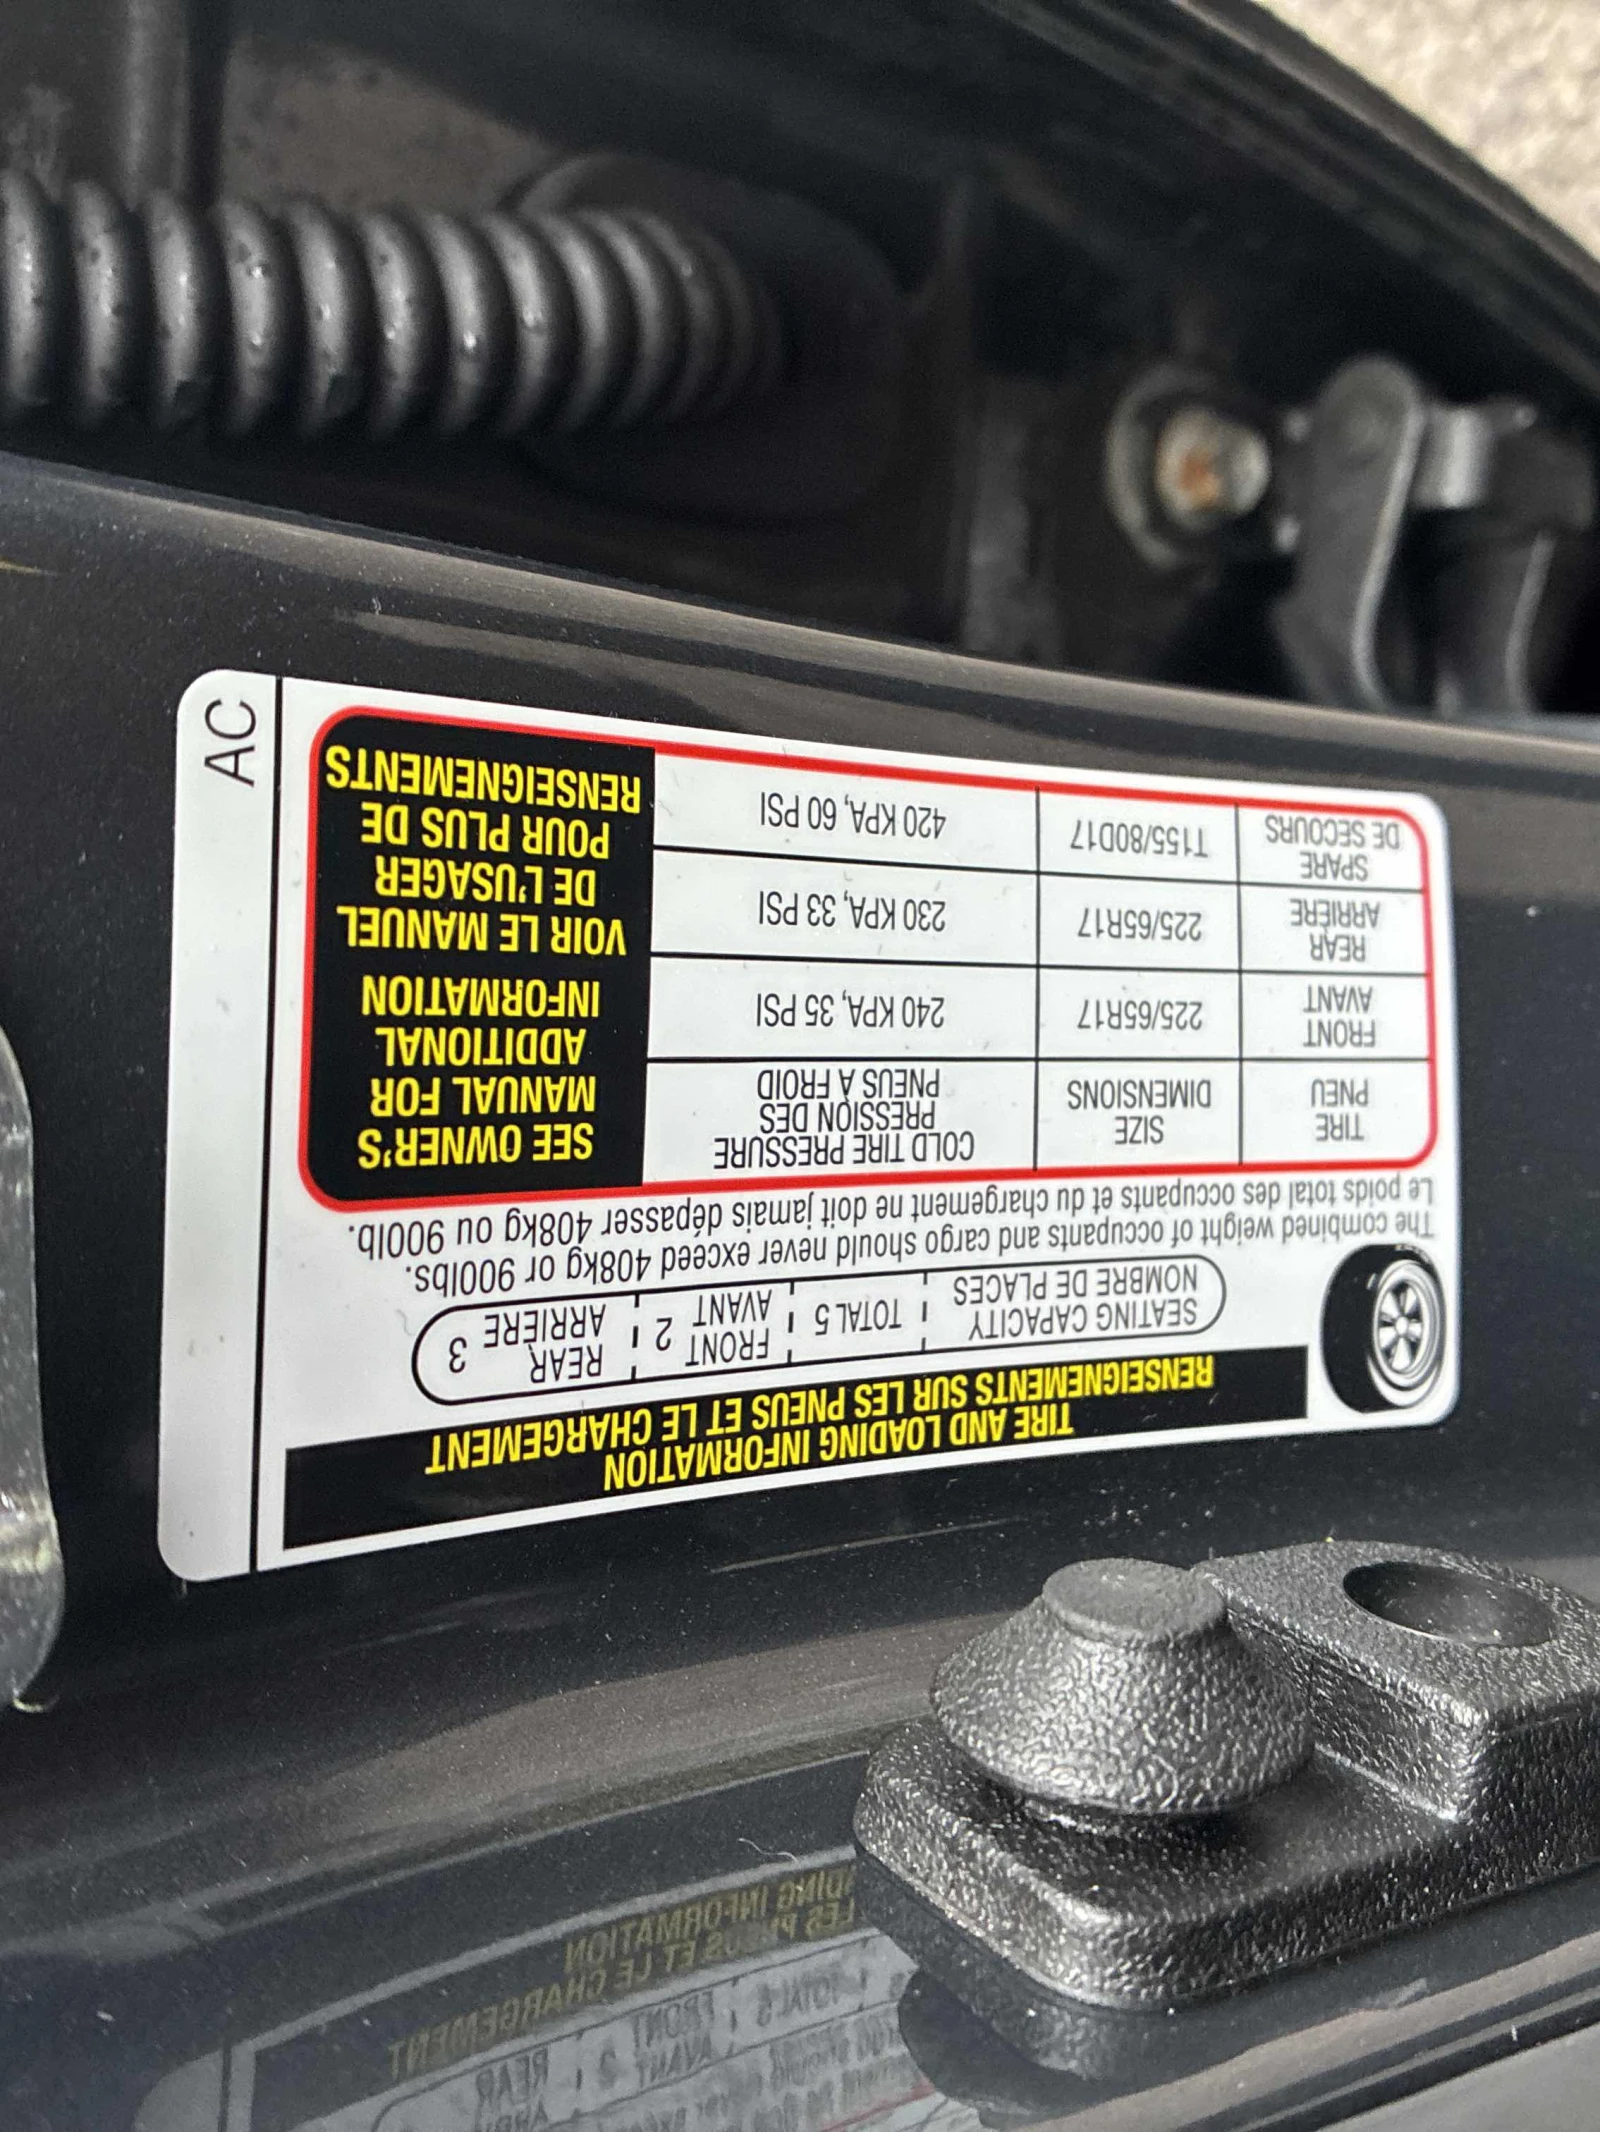 TIRE AND LOADING INFORMATION
RENSEIGNEMENTS SUR LES PNEUS ET LE CHARGEMENT
SEATING CAPACITY
NOMBRE DE PLACES
TOTAL 5
FRONT
AVANT
2
REAR
ARRIÈRE
3
The combined weight of occupants and cargo should never exceed 408kg or 900lbs.
Le poids total des occupants et du chargement ne doit jamais dépasser 408kg ou 900lb.
TIRE
PNEU
SIZE
DIMENSIONS
COLD TIRE PRESSURE
PRESSION DES
PNEUS À FROID
FRONT
AVANT
225/65R17
240 KPA, 35 PSI
REAR
ARRIÈRE
225/65R17
230 KPA, 33 PSI
SPARE
DE SECOURS
T155/80D17
420 KPA, 60 PSI
SEE OWNER'S
MANUAL FOR
ADDITIONAL
INFORMATION
VOIR LE MANUEL
DE L'USAGER
POUR PLUS DE
RENSEIGNEMENTS
AC